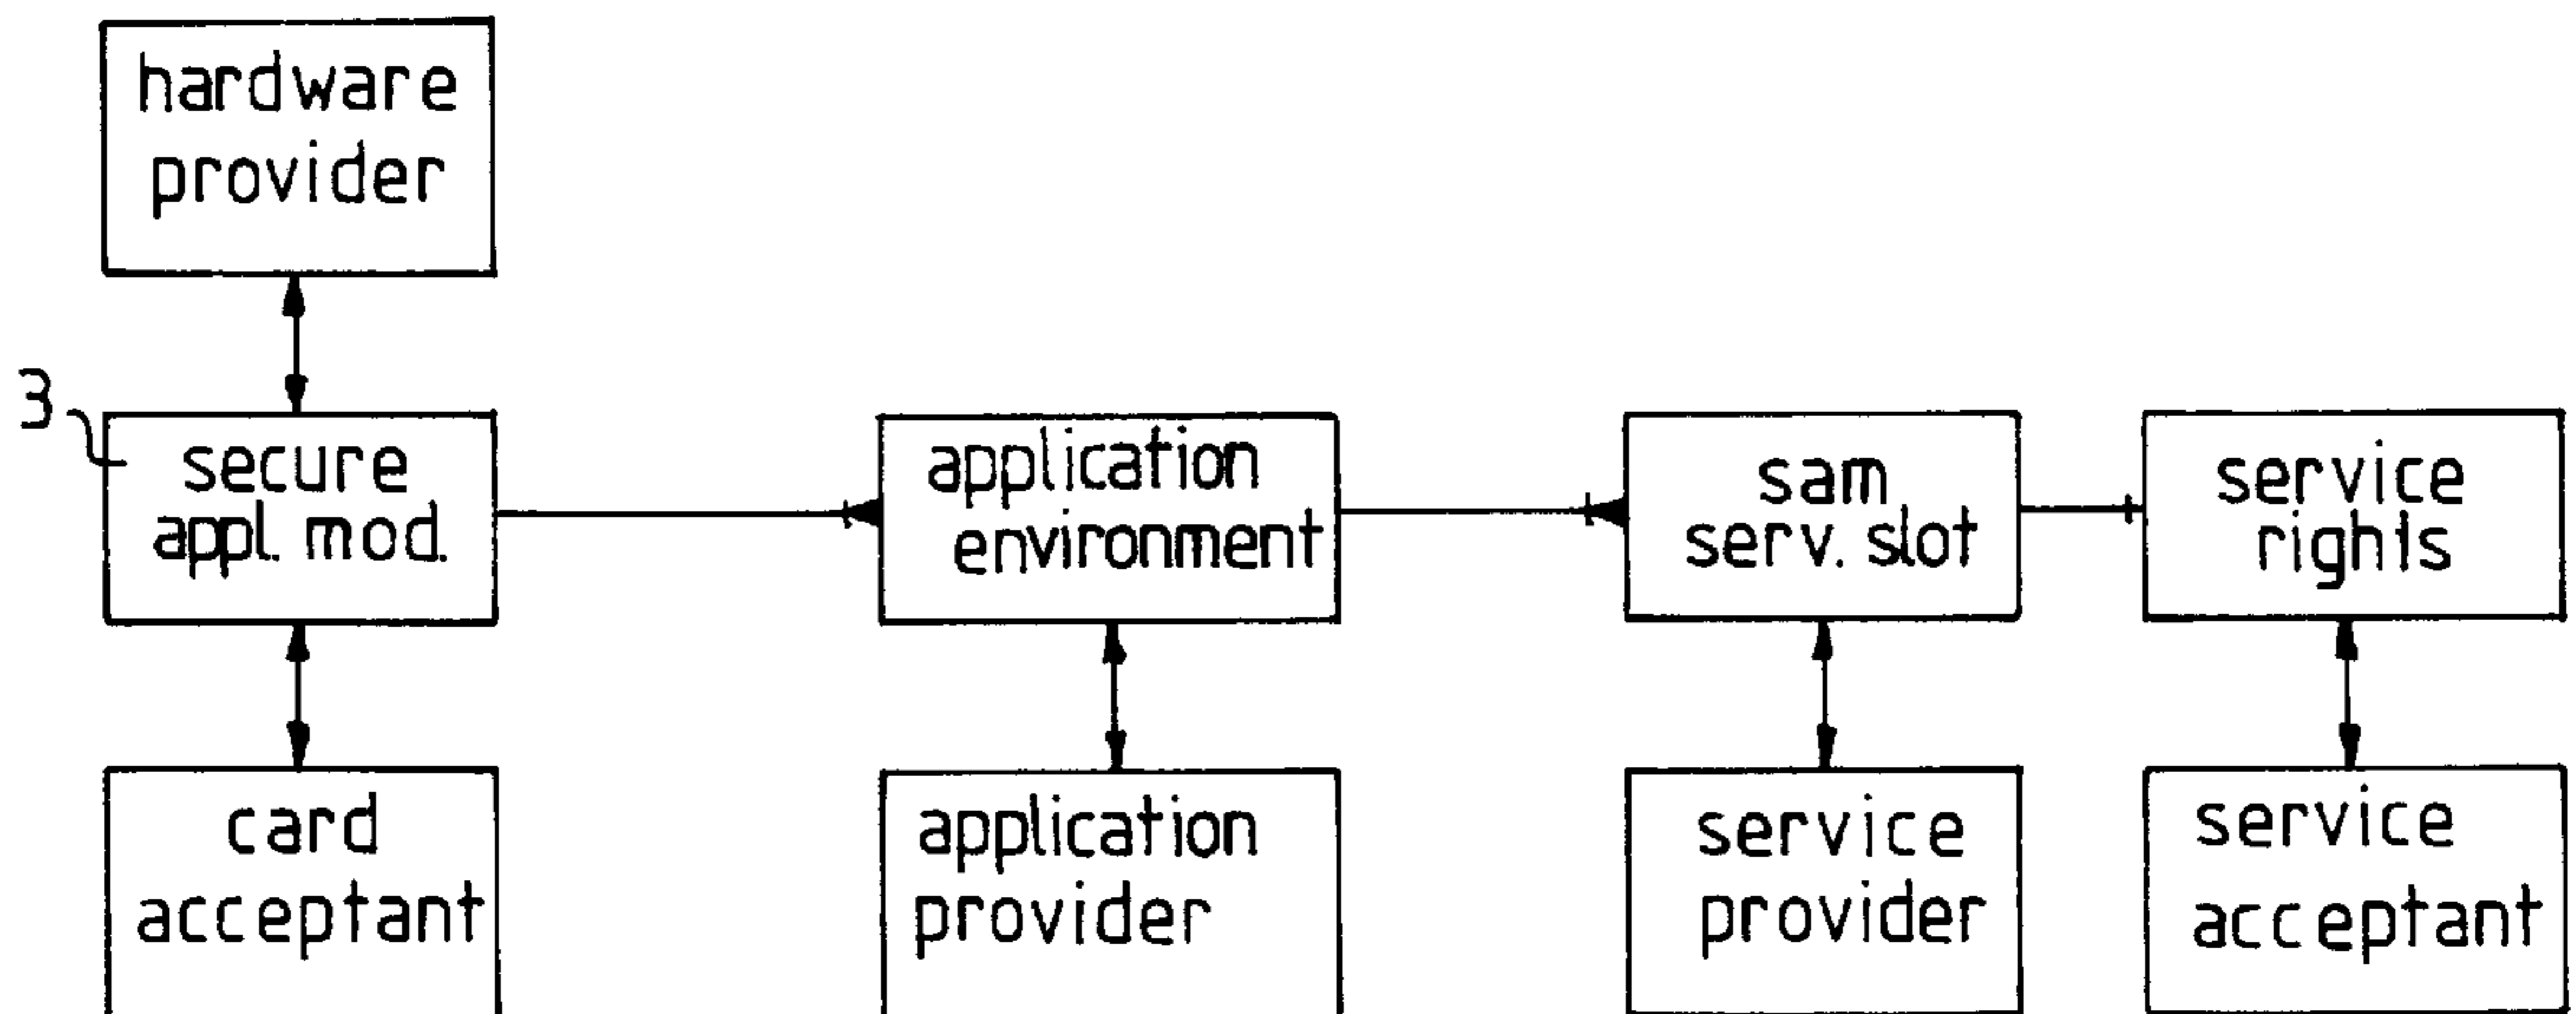 hardware
provider
3
secure
appl. mod.
application
environment
sam
serv. slot
service
rights
card
acceptant
application
provider
service
provider
service
acceptant